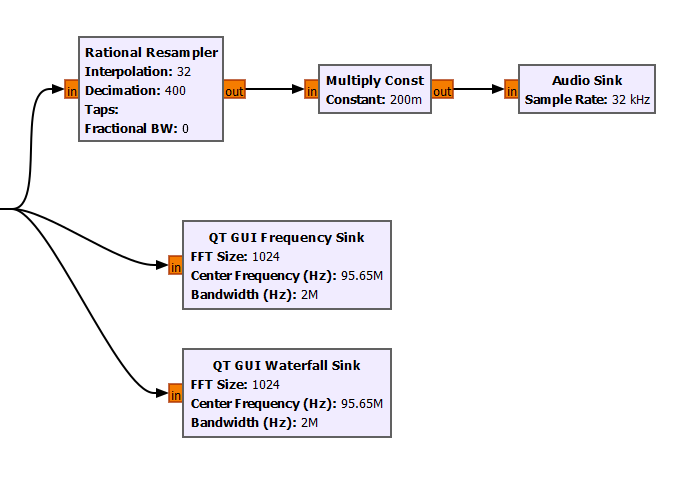 Rational Resampler
Interpolation: 32
in
Decimation: 400
out
Taps:
Fractional BW: 0
in
Multiply Const
Constant: 200m
out
in
Audio Sink
Sample Rate: 32 kHz
QT GUI Frequency Sink
FFT Size: 1024
in
Center Frequency (Hz): 95.65M
Bandwidth (Hz): 2M
QT GUI Waterfall Sink
FFT Size: 1024
in
Center Frequency (Hz): 95.65M
Bandwidth (Hz): 2M